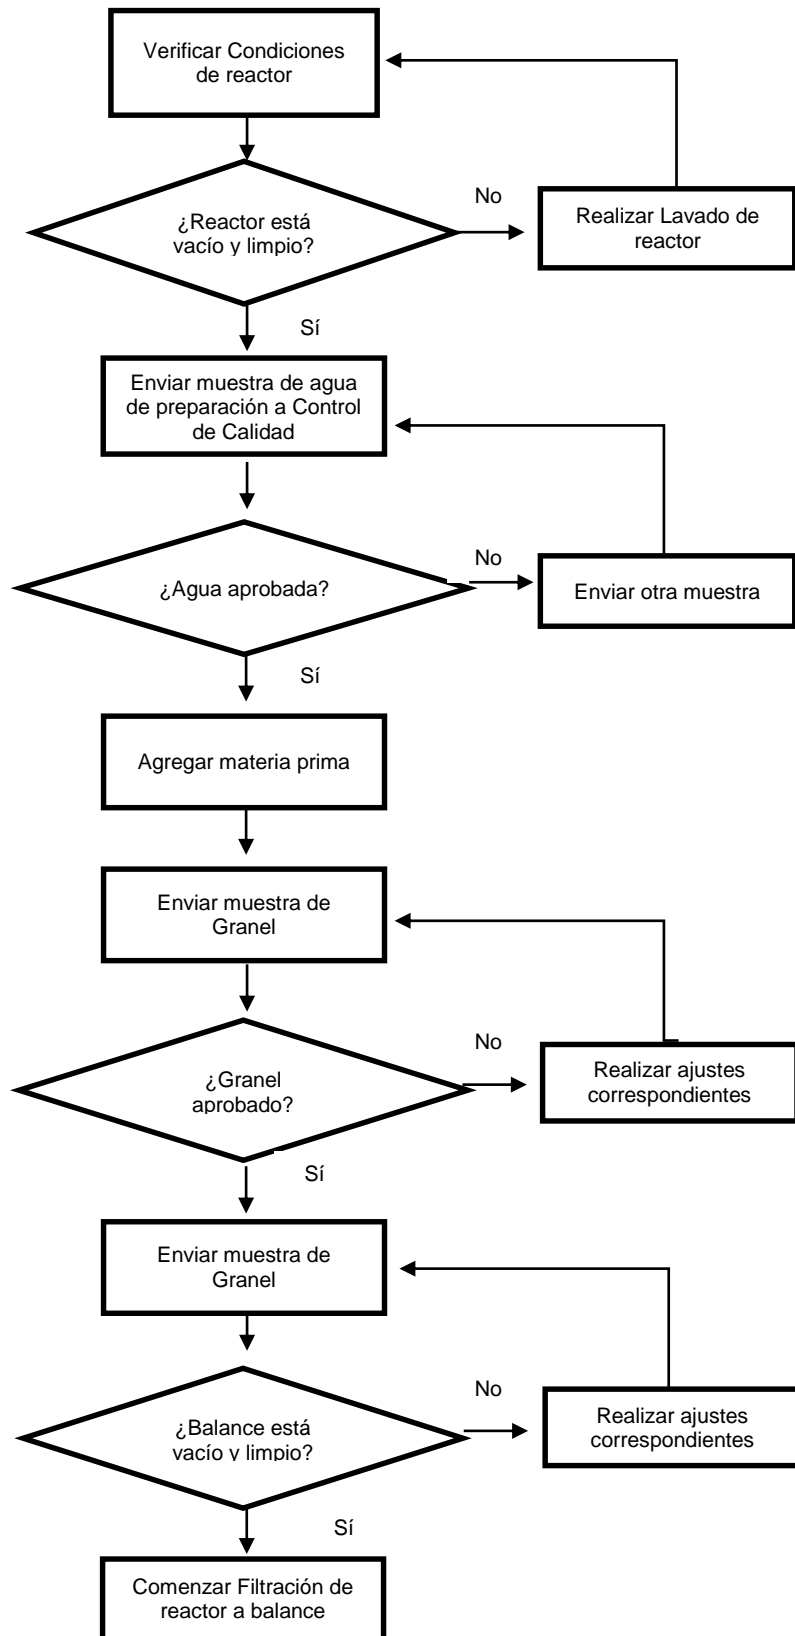 Verificar Condiciones
de reactor
¿Reactor está
vacío y limpio?
No
Realizar Lavado de
reactor
Sí
Enviar muestra de agua
de preparación a Control
de Calidad
¿Agua aprobada?
No
Enviar otra muestra
Sí
Agregar materia prima
Enviar muestra de
Granel
¿Granel
aprobado?
No
Realizar ajustes
correspondientes
Sí
Enviar muestra de
Granel
¿Balance está
vacío y limpio?
No
Realizar ajustes
correspondientes
Sí
Comenzar Filtración de
reactor a balance